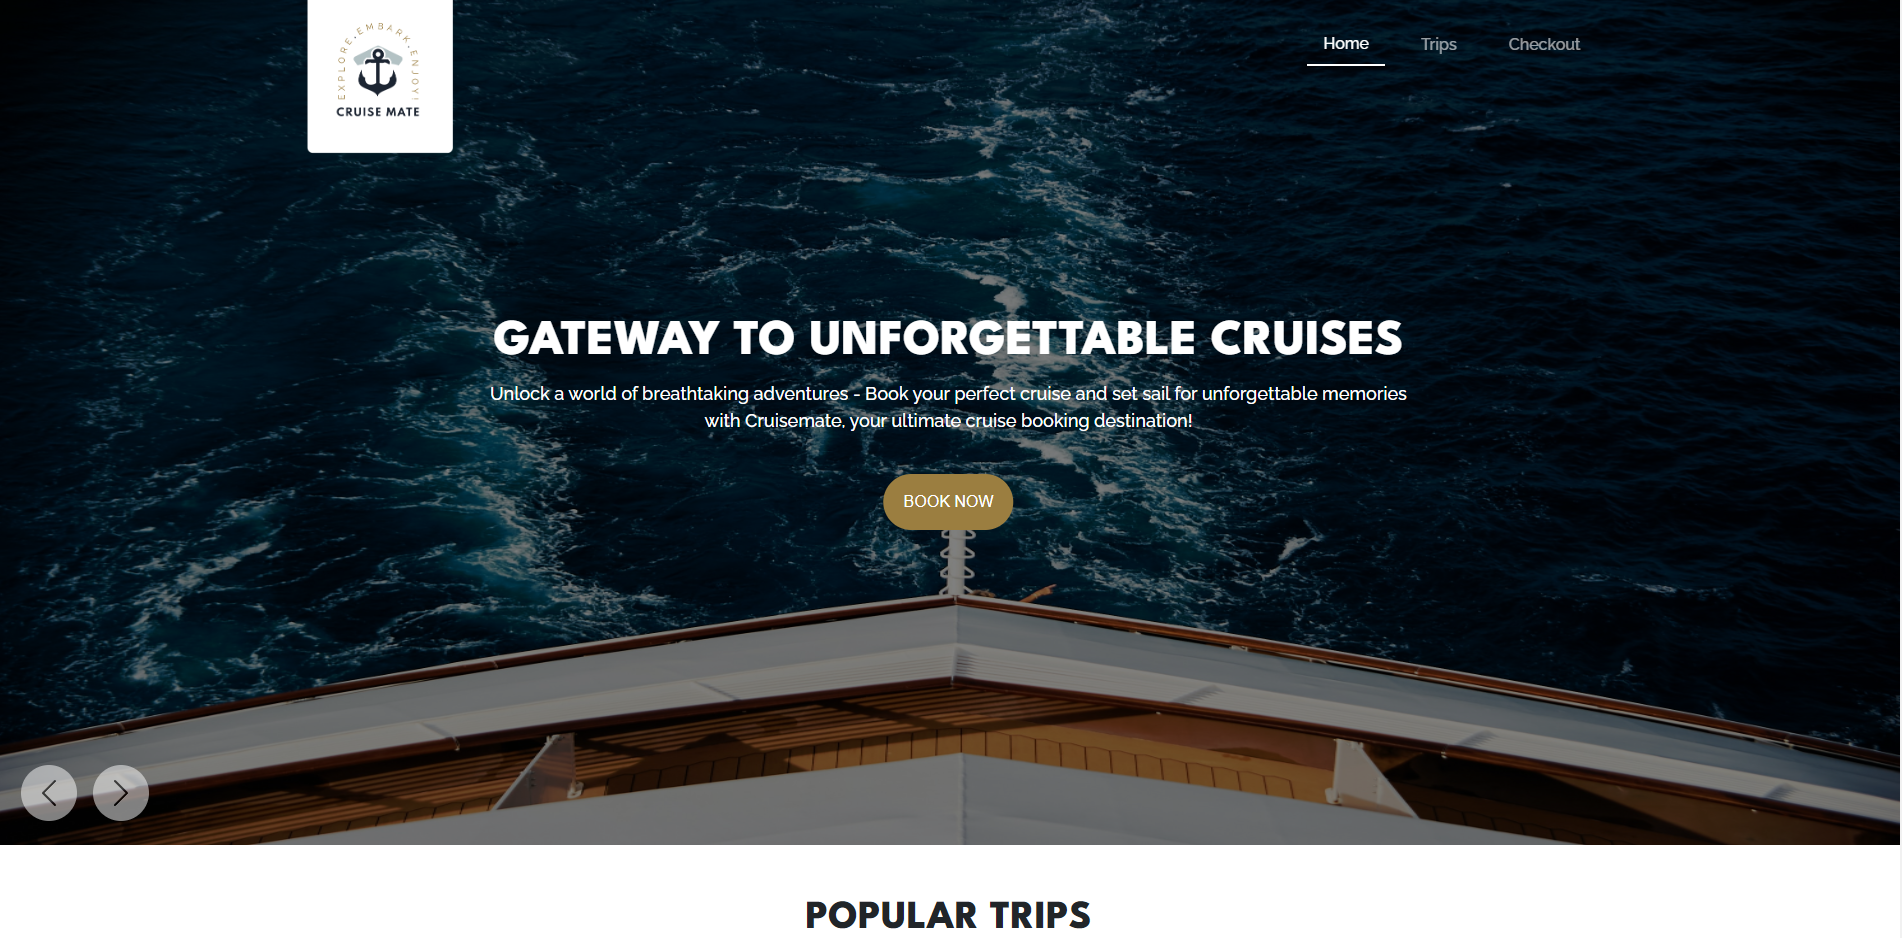 EXPLORE.EMBARK.ENJOY!
CRUISE MATE
Home
Trips
Checkout
GATEWAY TO UNFORGETTABLE CRUISES
Unlock a world of breathtaking adventures - Book your perfect cruise and set sail for unforgettable memories
with Cruisemate, your ultimate cruise booking destination!
BOOK NOW
POPULAR TRIPS